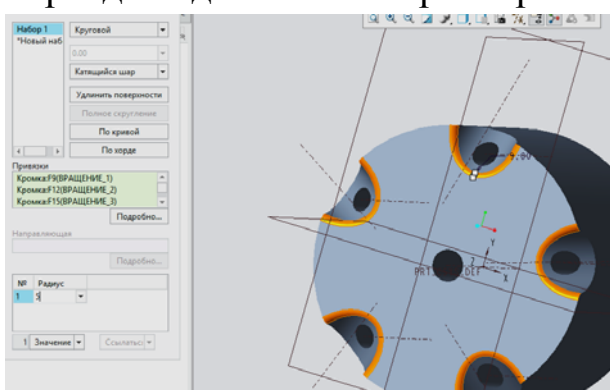 Набор 1
*Новый наб
Круговой
0.00
Катящийся шар
Удлинить поверхности
Полное скругление
По кривой
По хорде
Привязки
Кромка:F9(ВРАЩЕНИЕ_1)
Кромка:F12(ВРАЩЕНИЕ_2)
Кромка:F15(ВРАЩЕНИЕ_3)
Подробно...
Направляющая
Подробно...
№ Радиус
1 5
1 Значение
Y
Z
X